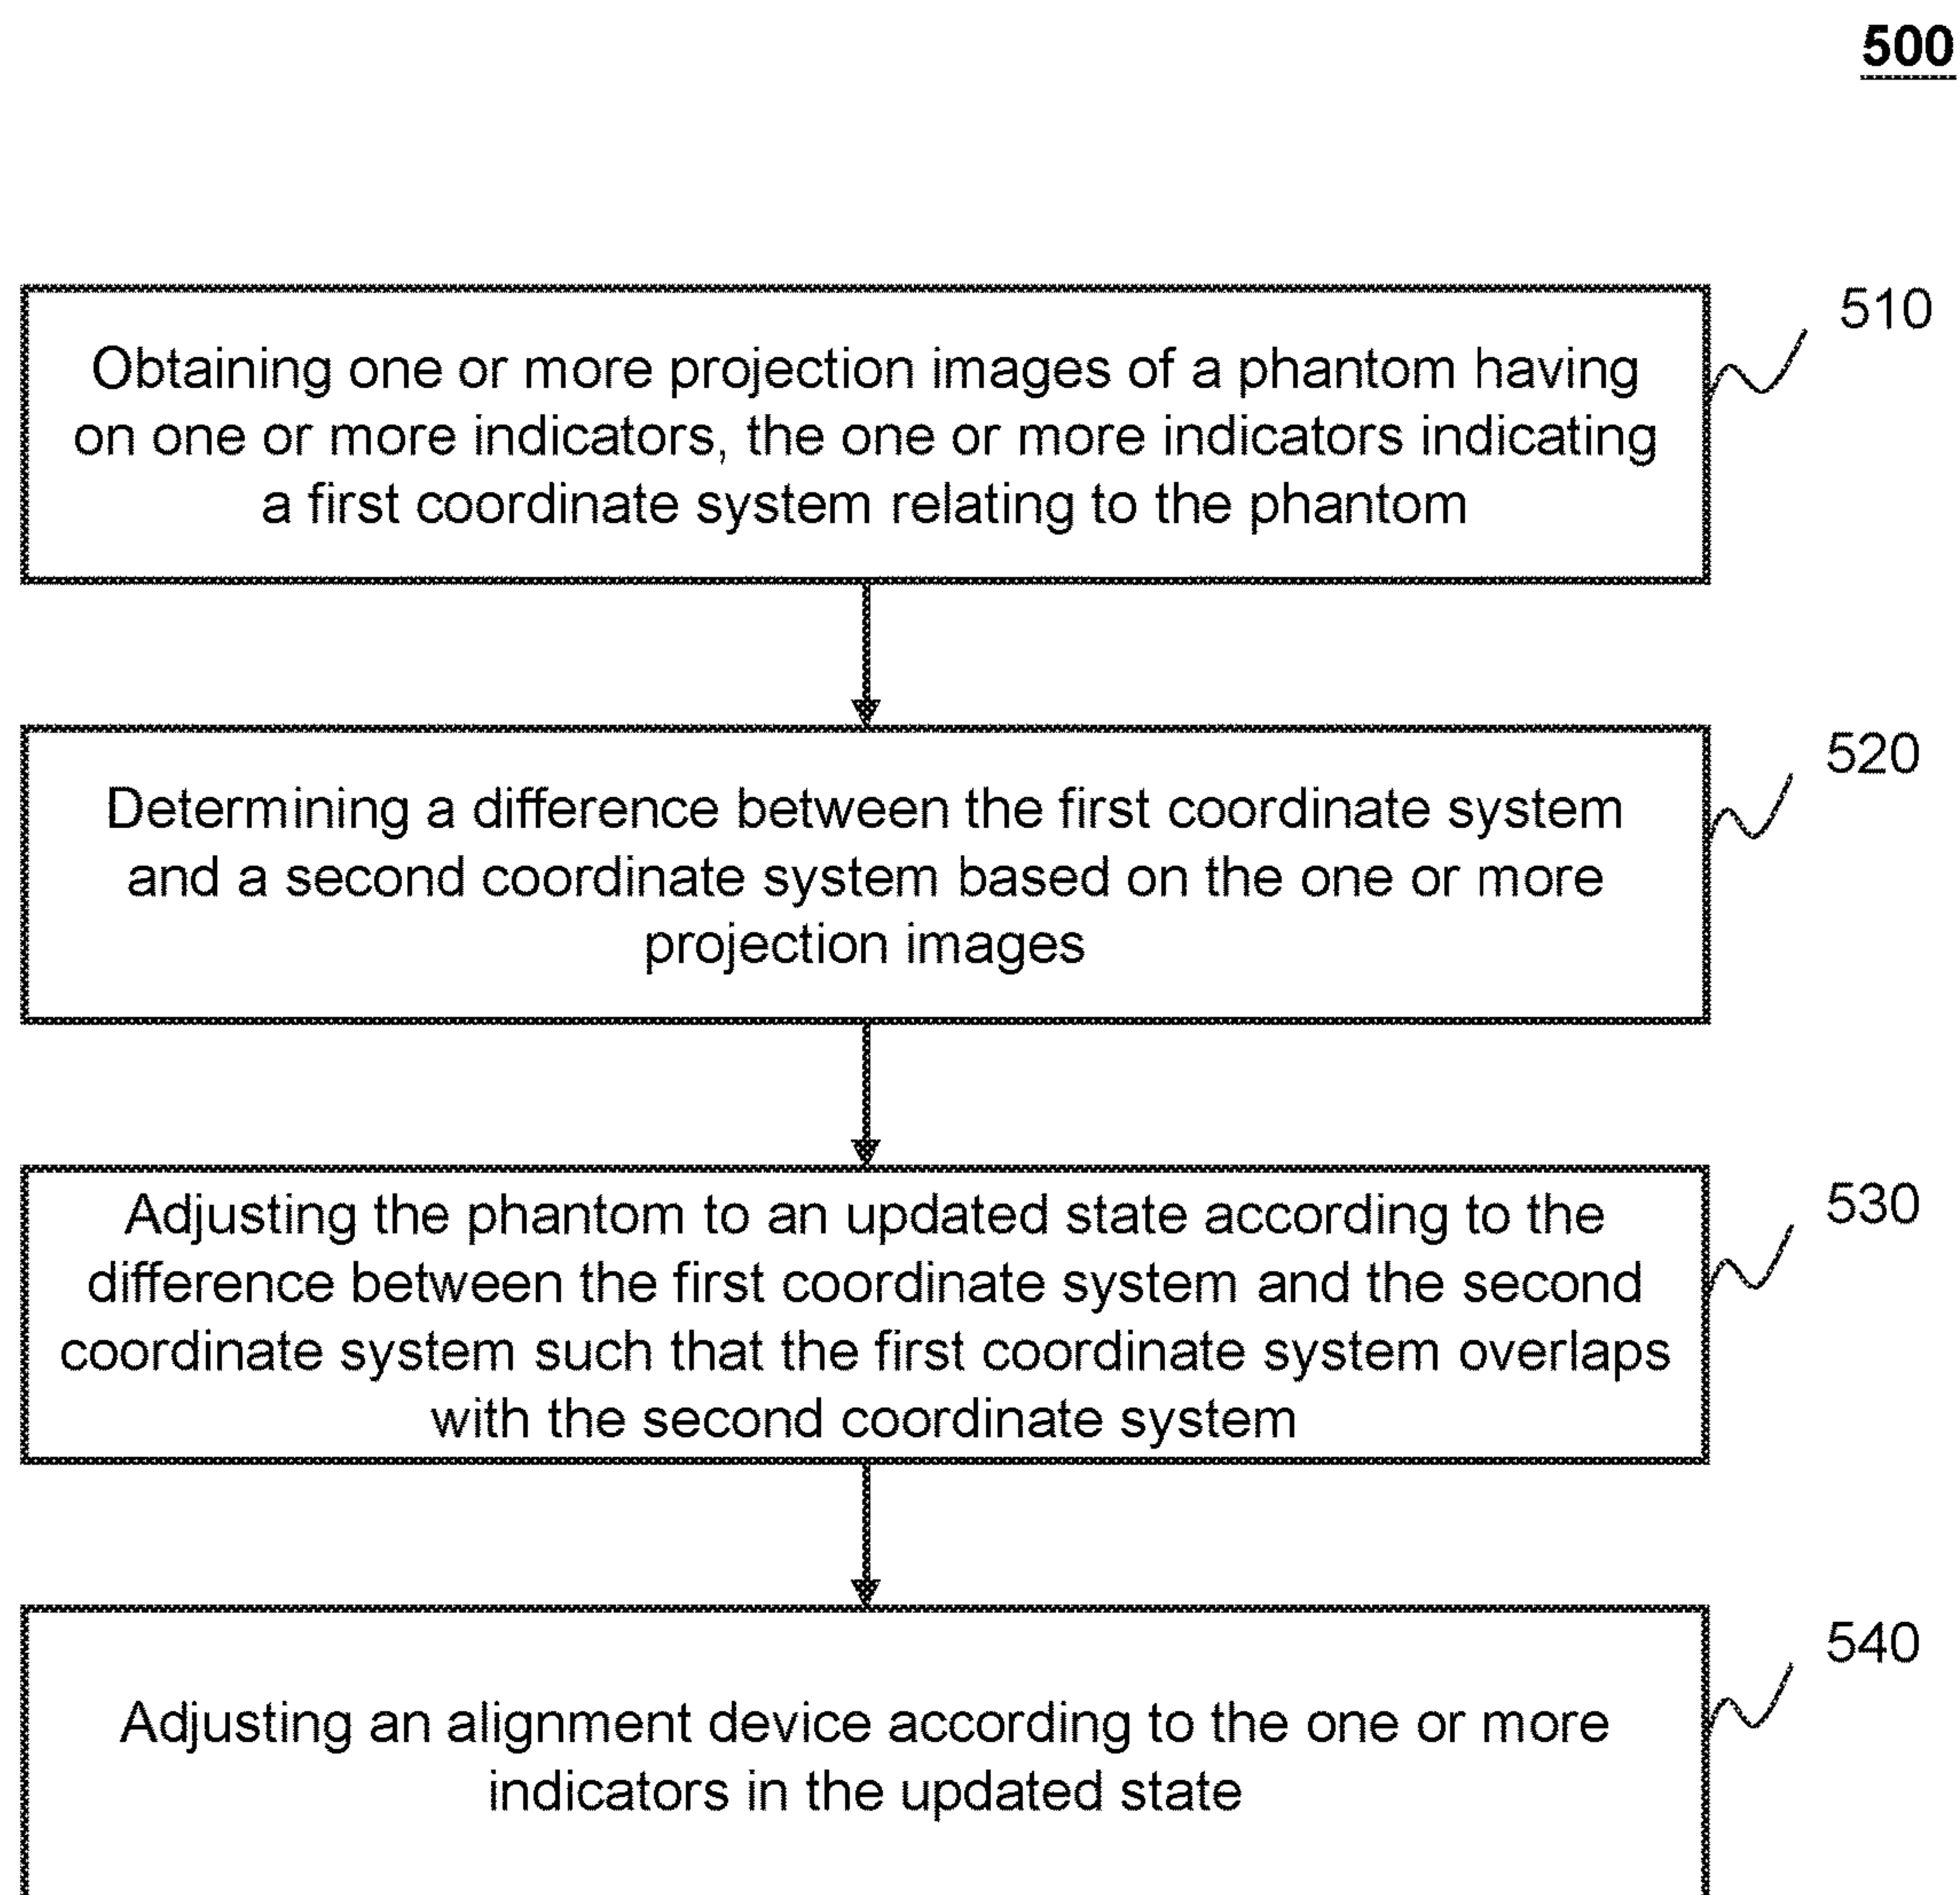 500
510
Obtaining one or more projection images of a phantom having
on one or more indicators, the one or more indicators indicating
a first coordinate system relating to the phantom
520
Determining a difference between the first coordinate system
and a second coordinate system based on the one or more
projection images
530
Adjusting the phantom to an updated state according to the
difference between the first coordinate system and the second
coordinate system such that the first coordinate system overlaps
with the second coordinate system
540
Adjusting an alignment device according to the one or more
indicators in the updated state